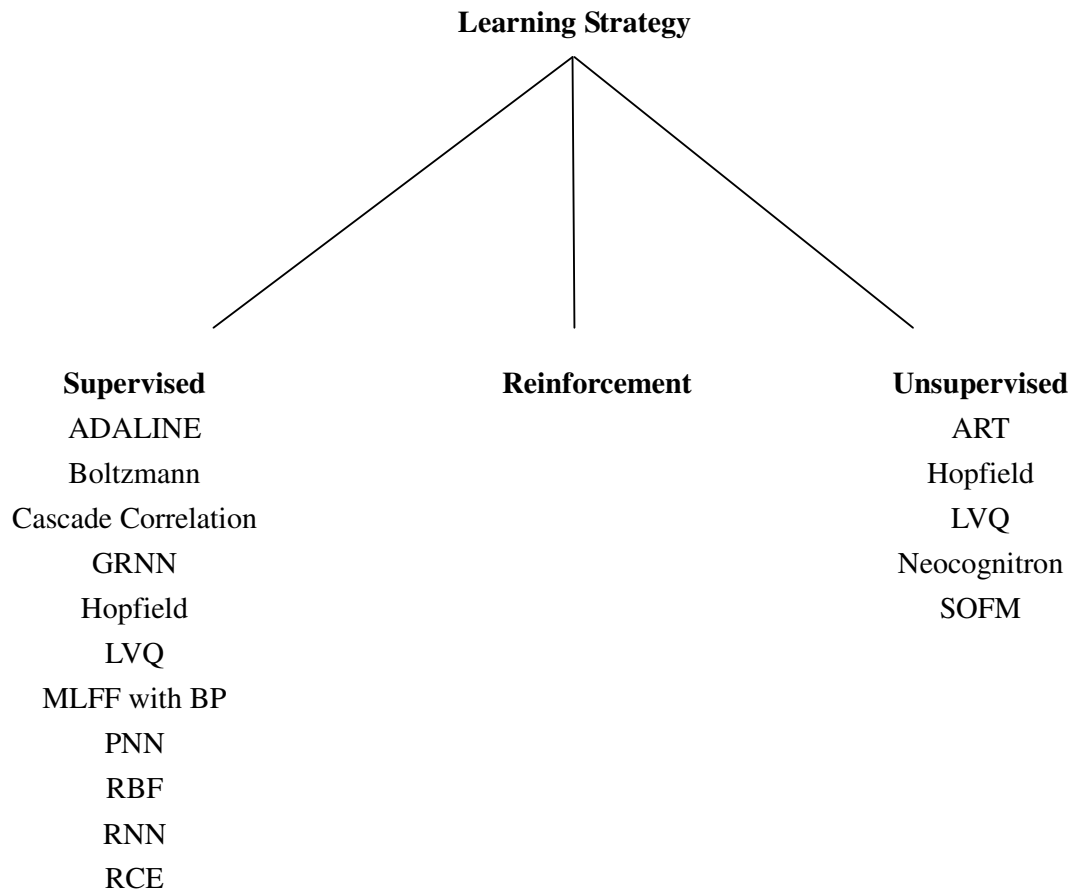 Learning Strategy
Supervised
ADALINE
Boltzmann
Cascade Correlation
GRNN
Hopfield
LVQ
MLFF with BP
PNN
RBF
RNN
RCE
Reinforcement
Unsupervised
ART
Hopfield
LVQ
Neocognitron
SOFM